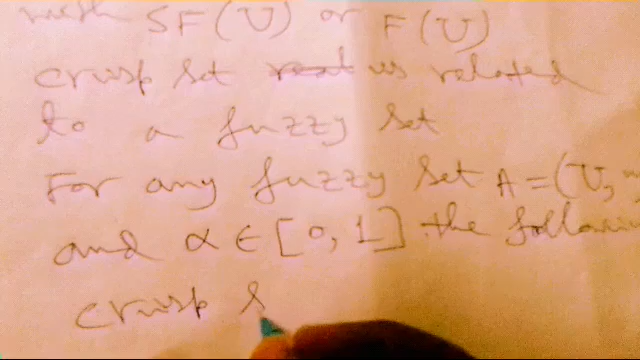 with SF(U) or F(U)
crisp set is related
to a fuzzy set
For any fuzzy set A=(U, m
and α ∈ [0, 1] the followin
crisp s